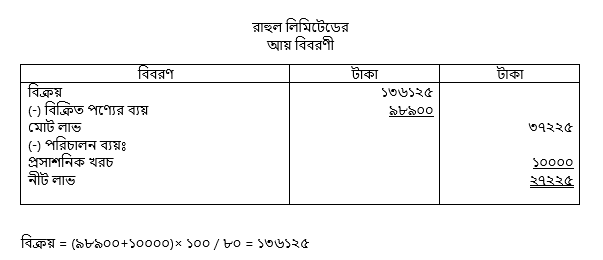 রাহুল লিমিটেডের
আয় বিবরণী
বিবরণ টাকা টাকা
বিক্রয় ১৩৬১২৫
(-) বিক্রিত পণ্যের ব্যয় ৯৮৯০০
মোট লাভ ৩৭২২৫
(-) পরিচালন ব্যয়ঃ
প্রসাশনিক খরচ ১০০০০
নীট লাভ ২৭২২৫
বিক্রয় = (৯৮৯০০+১০০০০)× ১০০ / ৮০ = ১৩৬১২৫